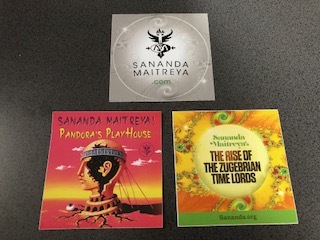 SANANDA
MAITREYA
.com
SANANDA MAITREYA!
PANDORA'S PLAYHOUSE
Sananda
Maitreya's
THE RISE OF
THE ZUGEBRIAN
TIME LORDS
Sananda.org